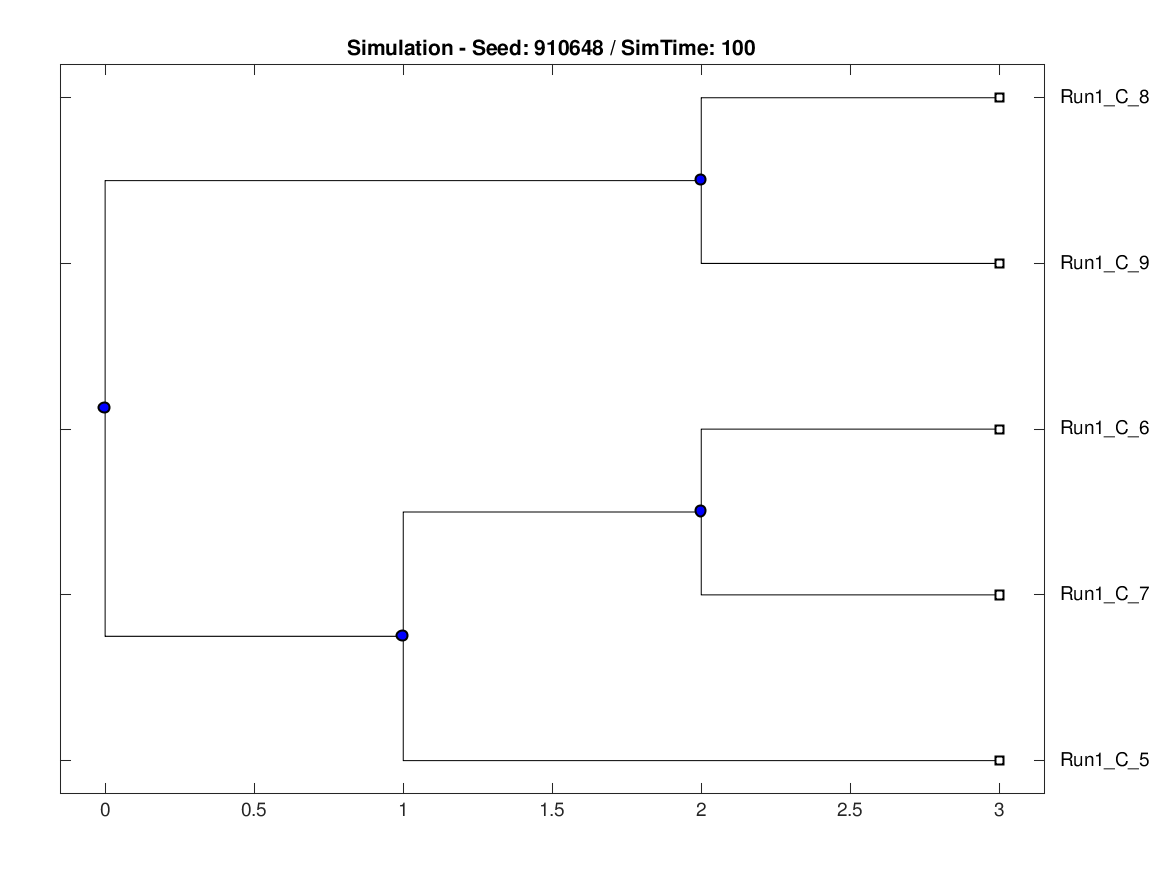 Simulation - Seed: 910648 / SimTime: 100
Run1_C_8
Run1_C_9
Run1_C_6
Run1_C_7
Run1_C_5
0 0.5 1 1.5 2 2.5 3